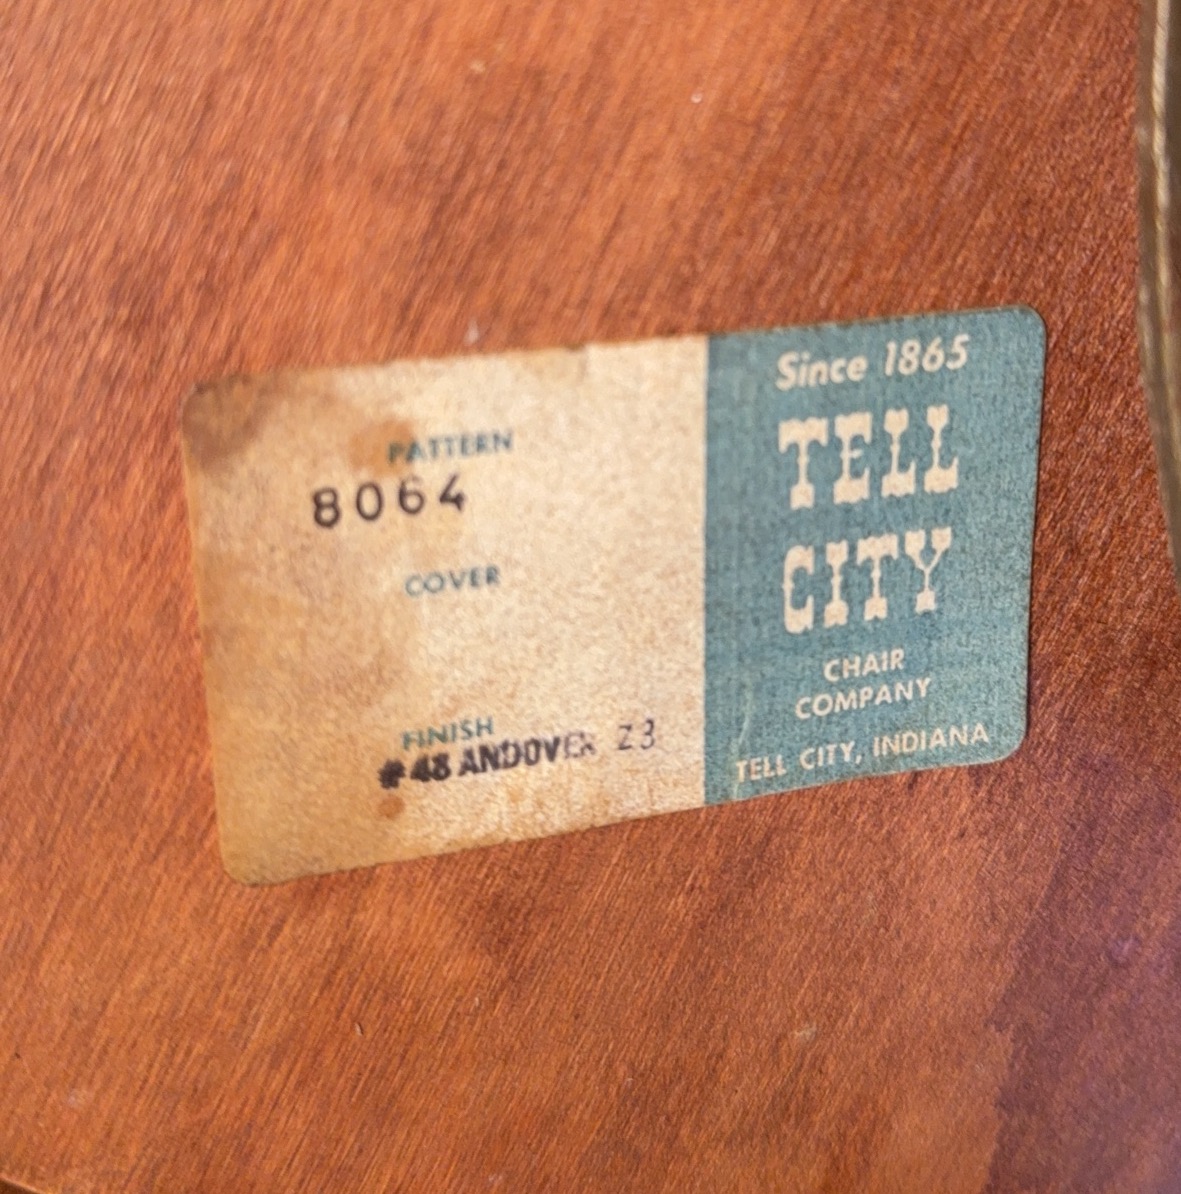 PATTERN
8064
COVER
FINISH
#48 ANDOVER Z3
Since 1865
TELL
CITY
CHAIR
COMPANY
TELL CITY, INDIANA